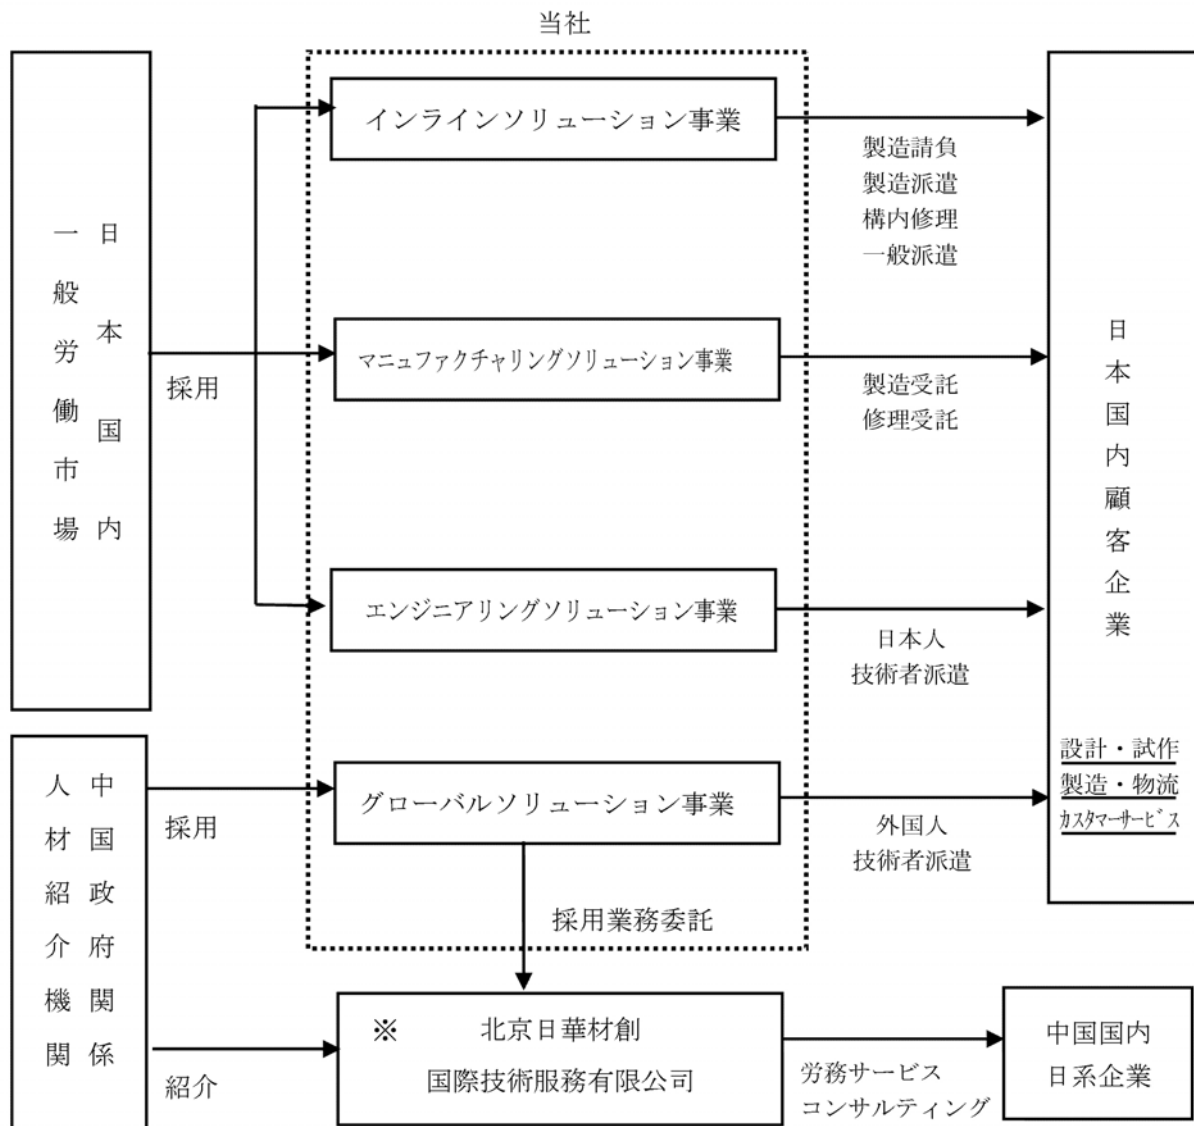 当社
日本国内
一般労働市場
採用
インラインソリューション事業
製造請負
製造派遣
構内修理
一般派遣
マニュファクチャリングソリューション事業
製造受託
修理受託
エンジニアリングソリューション事業
日本人
技術者派遣
日本国内顧客企業
設計・試作
製造・物流
カスタマーサービス
中国政府関係
人材紹介機関
採用
グローバルソリューション事業
外国人
技術者派遣
採用業務委託
紹介
※ 北京日華材創
国際技術服務有限公司
労務サービス
コンサルティング
中国国内
日系企業